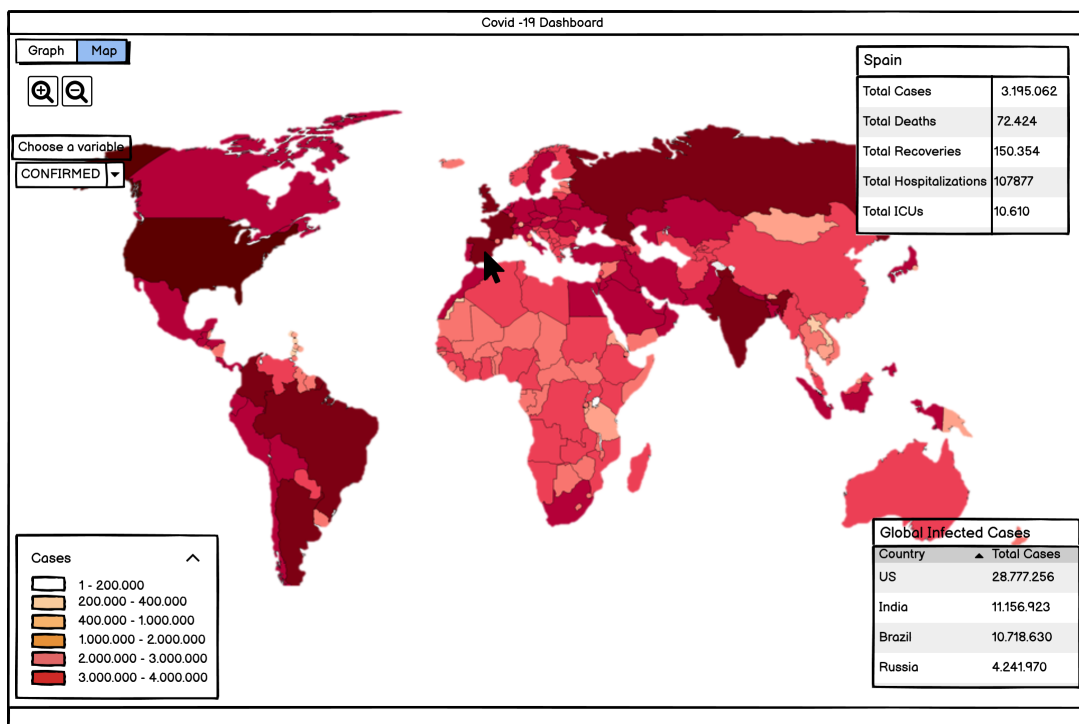 Covid -19 Dashboard
Graph Map
Choose a variable
CONFIRMED
Spain
Total Cases 3.195.062
Total Deaths 72.424
Total Recoveries 150.354
Total Hospitalizations 107877
Total ICUs 10.610
Cases
1 - 200.000
200.000 - 400.000
400.000 - 1.000.000
1.000.000 - 2.000.000
2.000.000 - 3.000.000
3.000.000 - 4.000.000
Global Infected Cases
Country Total Cases
US 28.777.256
India 11.156.923
Brazil 10.718.630
Russia 4.241.970